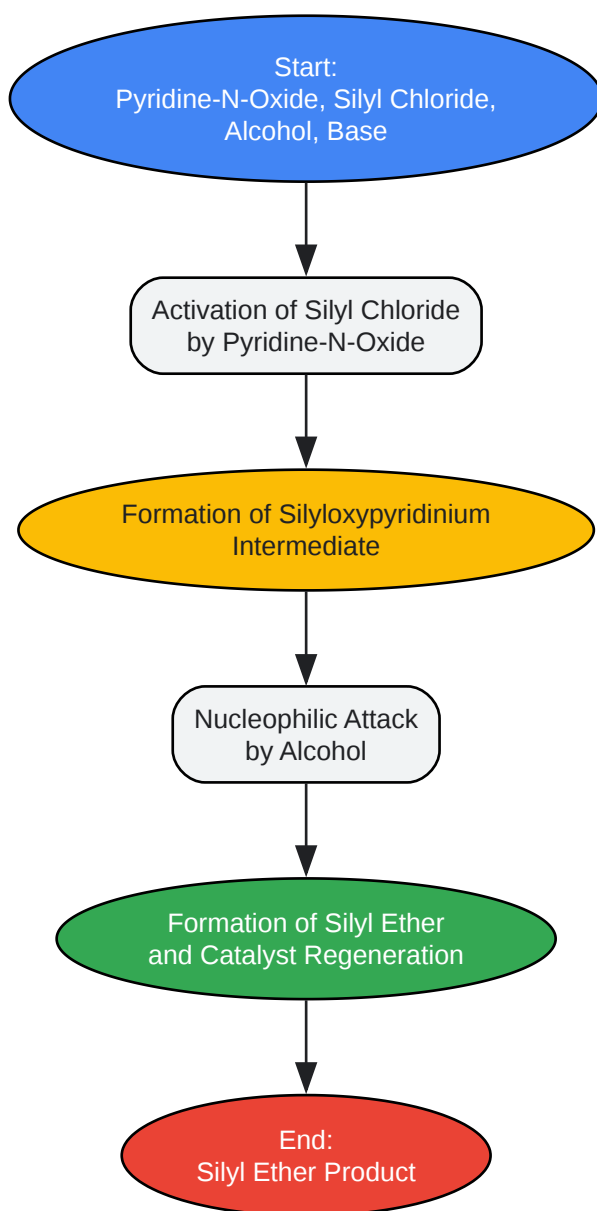 Start:
Pyridine-N-Oxide, Silyl Chloride,
Alcohol, Base
Activation of Silyl Chloride
by Pyridine-N-Oxide
Formation of Silyloxypyridinium
Intermediate
Nucleophilic Attack
by Alcohol
Formation of Silyl Ether
and Catalyst Regeneration
End:
Silyl Ether Product